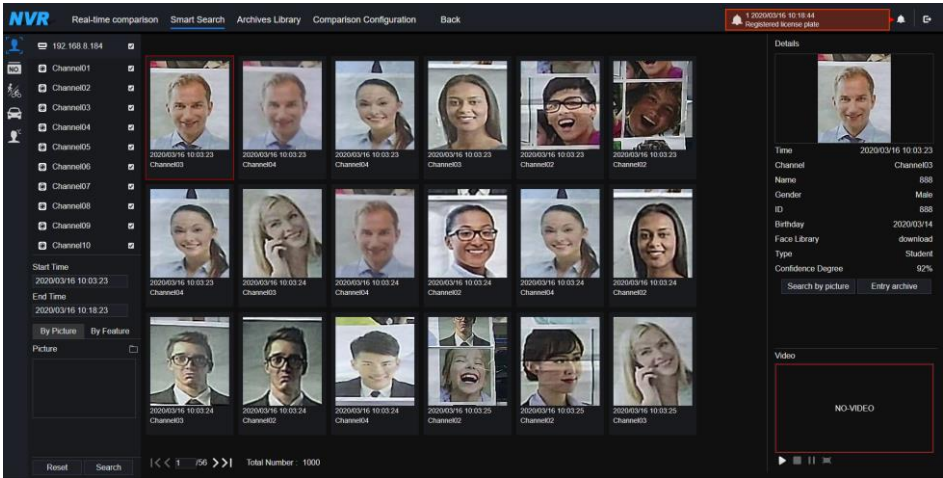 NVR
Real-time comparison Smart Search Archives Library Comparison Configuration Back
1 2020/03/16 10:18:44
Registered license plate
192.168.8.184
NO.
Channel01
Channel02
Channel03
Channel04
Channel05
Channel06
Channel07
Channel08
Channel09
Channel10
Start Time
2020/03/16 10:03:23
End Time
2020/03/16 10:18:23
By Picture By Feature
Picture
Reset Search
2020/03/16 10:03:23 2020/03/16 10:03:23 2020/03/16 10:03:23 2020/03/16 10:03:23 2020/03/16 10:03:23 2020/03/16 10:03:23
Channel03 Channel04 Channel04 Channel03 Channel02 Channel02
2020/03/16 10:03:23 2020/03/16 10:03:24 2020/03/16 10:03:24 2020/03/16 10:03:24 2020/03/16 10:03:24 2020/03/16 10:03:24
Channel04 Channel03 Channel04 Channel02 Channel04 Channel02
2020/03/16 10:03:24 2020/03/16 10:03:24 2020/03/16 10:03:24 2020/03/16 10:03:25 2020/03/16 10:03:25 2020/03/16 10:03:25
Channel03 Channel02 Channel04 Channel02 Channel02 Channel03
1 /56 Total Number : 1000
Details
Time 2020/03/16 10:03:23
Channel Channel03
Name 888
Gender Male
ID 888
Birthday 2020/03/14
Face Library download
Type Student
Confidence Degree 92%
Search by picture Entry archive
Video
NO-VIDEO